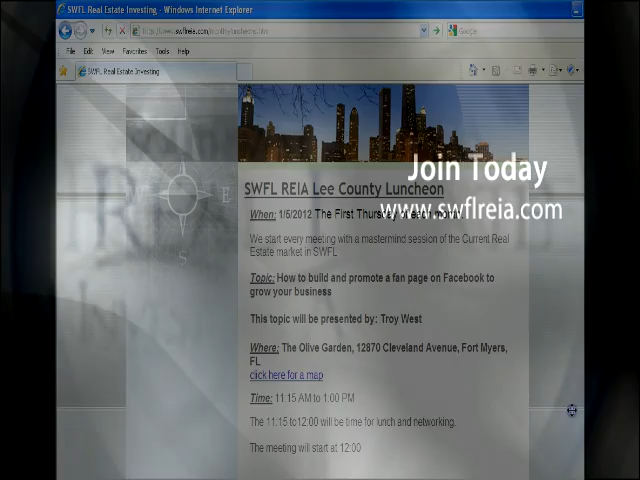 SWFL Real Estate Investing - Windows Internet Explorer
Google
File Edit View Favorites Tools Help
SWFL Real Estate Investing
Join Today
SWFL REIA Lee County Luncheon
www.swflreia.com
When: 1/5/2012 The First Thursday of each month
We start every meeting with a mastermind session of the Current Real
Estate market in SWFL
Topic: How to build and promote a fan page on Facebook to
grow your business
This topic will be presented by: Troy West
Where: The Olive Garden, 12870 Cleveland Avenue, Fort Myers,
FL
click here for a map
Time: 11:15 AM to 1:00 PM
The 11:15 to 12:00 will be time for lunch and networking.
The meeting will start at 12:00
E
S